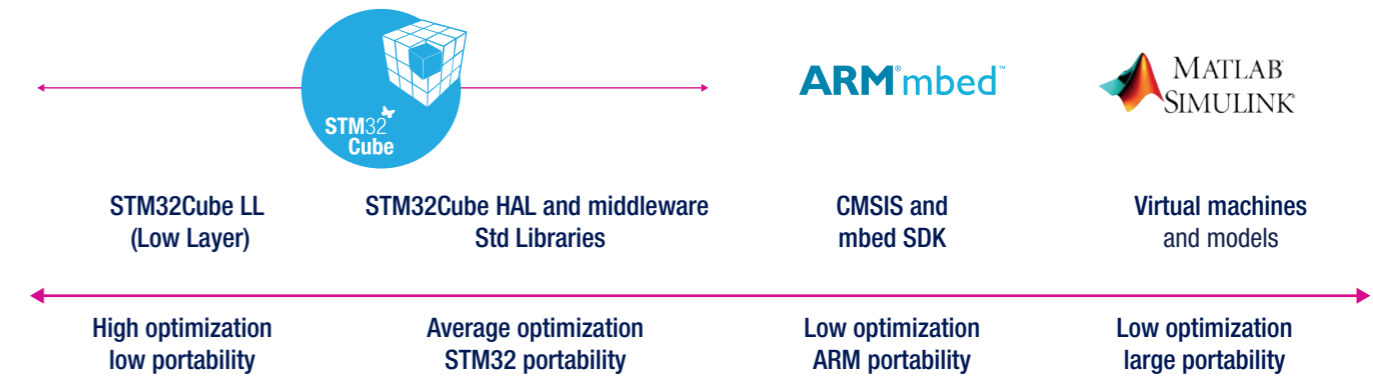 STM32
Cube
ARM®mbed™
MATLAB
SIMULINK®
STM32Cube LL
(Low Layer)
STM32Cube HAL and middleware
Std Libraries
CMSIS and
mbed SDK
Virtual machines
and models
High optimization
low portability
Average optimization
STM32 portability
Low optimization
ARM portability
Low optimization
large portability